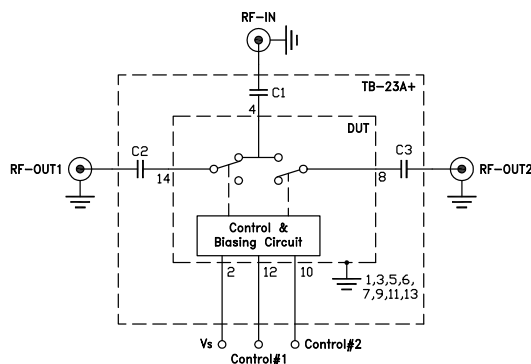 RF-IN
TB-23A+
C1
4
DUT
C2
C3
RF-OUT1
RF-OUT2
14
8
Control &
Biasing Circuit
2
12
10
1,3,5,6,
7,9,11,13
Vs
Control#1
Control#2